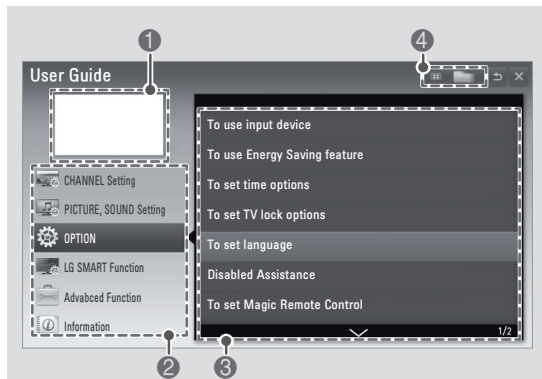 1
4
User Guide
To use input device
To use Energy Saving feature
To set time options
To set TV lock options
To set language
Disabled Assistance
To set Magic Remote Control
1/2
CHANNEL Setting
PICTURE, SOUND Setting
OPTION
LG SMART Function
Advabced Function
Information
2
3